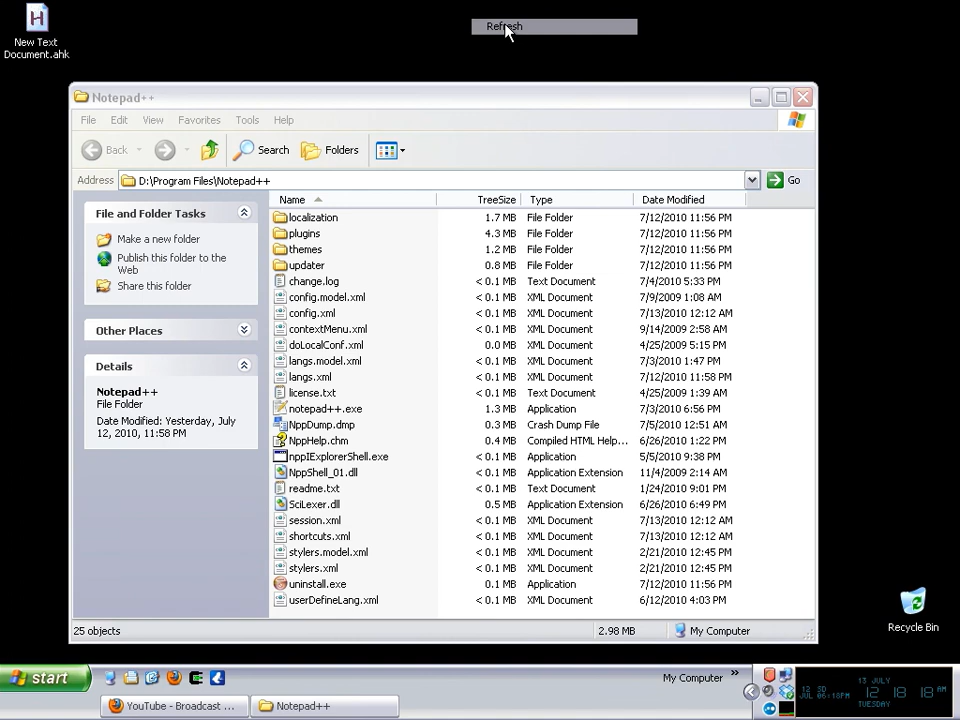 New Text
Document.ahk
Refresh
Notepad++
File Edit View Favorites Tools Help
Back Search Folders
Address D:\Program Files\Notepad++ Go
File and Folder Tasks
Make a new folder
Publish this folder to the
Web
Share this folder
Other Places
Details
Notepad++
File Folder
Date Modified: Yesterday, July
12, 2010, 11:58 PM
Name TreeSize Type Date Modified
localization 1.7 MB File Folder 7/12/2010 11:56 PM
plugins 4.3 MB File Folder 7/12/2010 11:56 PM
themes 1.2 MB File Folder 7/12/2010 11:56 PM
updater 0.8 MB File Folder 7/12/2010 11:56 PM
change.log < 0.1 MB Text Document 7/4/2010 5:33 PM
config.model.xml < 0.1 MB XML Document 7/9/2009 1:08 AM
config.xml < 0.1 MB XML Document 7/13/2010 12:12 AM
contextMenu.xml < 0.1 MB XML Document 9/14/2009 2:58 AM
doLocalConf.xml 0.0 MB XML Document 4/25/2009 5:15 PM
langs.model.xml < 0.1 MB XML Document 7/3/2010 1:47 PM
langs.xml < 0.1 MB XML Document 7/12/2010 11:58 PM
license.txt < 0.1 MB Text Document 4/25/2009 1:39 AM
notepad++.exe 1.3 MB Application 7/3/2010 6:56 PM
NppDump.dmp 0.3 MB Crash Dump File 7/5/2010 12:51 AM
NppHelp.chm 0.4 MB Compiled HTML Help... 6/26/2010 1:22 PM
nppIExplorerShell.exe < 0.1 MB Application 5/5/2010 9:38 PM
NppShell_01.dll < 0.1 MB Application Extension 11/4/2009 2:14 AM
readme.txt < 0.1 MB Text Document 1/24/2010 9:01 PM
SciLexer.dll 0.5 MB Application Extension 6/26/2010 6:49 PM
session.xml < 0.1 MB XML Document 7/13/2010 12:12 AM
shortcuts.xml < 0.1 MB XML Document 7/13/2010 12:12 AM
stylers.model.xml < 0.1 MB XML Document 2/21/2010 12:45 PM
stylers.xml < 0.1 MB XML Document 2/21/2010 12:45 PM
uninstall.exe 0.1 MB Application 7/12/2010 11:56 PM
userDefineLang.xml < 0.1 MB XML Document 6/12/2010 4:03 PM
25 objects 2.98 MB My Computer
Recycle Bin
start
My Computer »
YouTube - Broadcast ... Notepad++
13 JULY
12 18 18 AM
TUESDAY